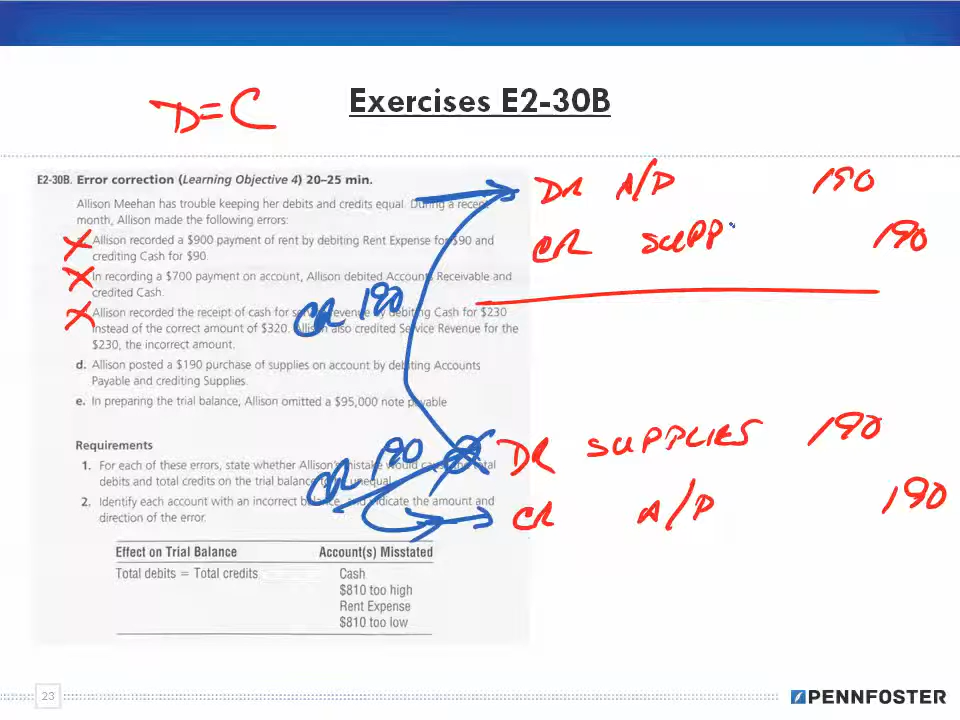 D=C
Exercises E2-30B
E2-30B. Error correction (Learning Objective 4) 20–25 min.
Allison Meehan has trouble keeping her debits and credits equal. During a recent
month, Allison made the following errors:
Allison recorded a $900 payment of rent by debiting Rent Expense for $90 and
crediting Cash for $90.
In recording a $700 payment on account, Allison debited Accounts Receivable and
credited Cash.
Allison recorded the receipt of cash for service revenue by debiting Cash for $230
instead of the correct amount of $320. Allison also credited Service Revenue for the
$230, the incorrect amount.
d. Allison posted a $190 purchase of supplies on account by debiting Accounts
Payable and crediting Supplies.
e. In preparing the trial balance, Allison omitted a $95,000 note payable
Requirements
1. For each of these errors, state whether Allison's mistake would cause the total
debits and total credits on the trial balance to be unequal.
2. Identify each account with an incorrect balance, and indicate the amount and
direction of the error.
Effect on Trial Balance Account(s) Misstated
Total debits = Total credits Cash
$810 too high
Rent Expense
$810 too low
DR A/P 190
CR SUPP 190
CR 190
DR SUPPLIES 190
CR 190
CR A/P 190
23
PENNFOSTER